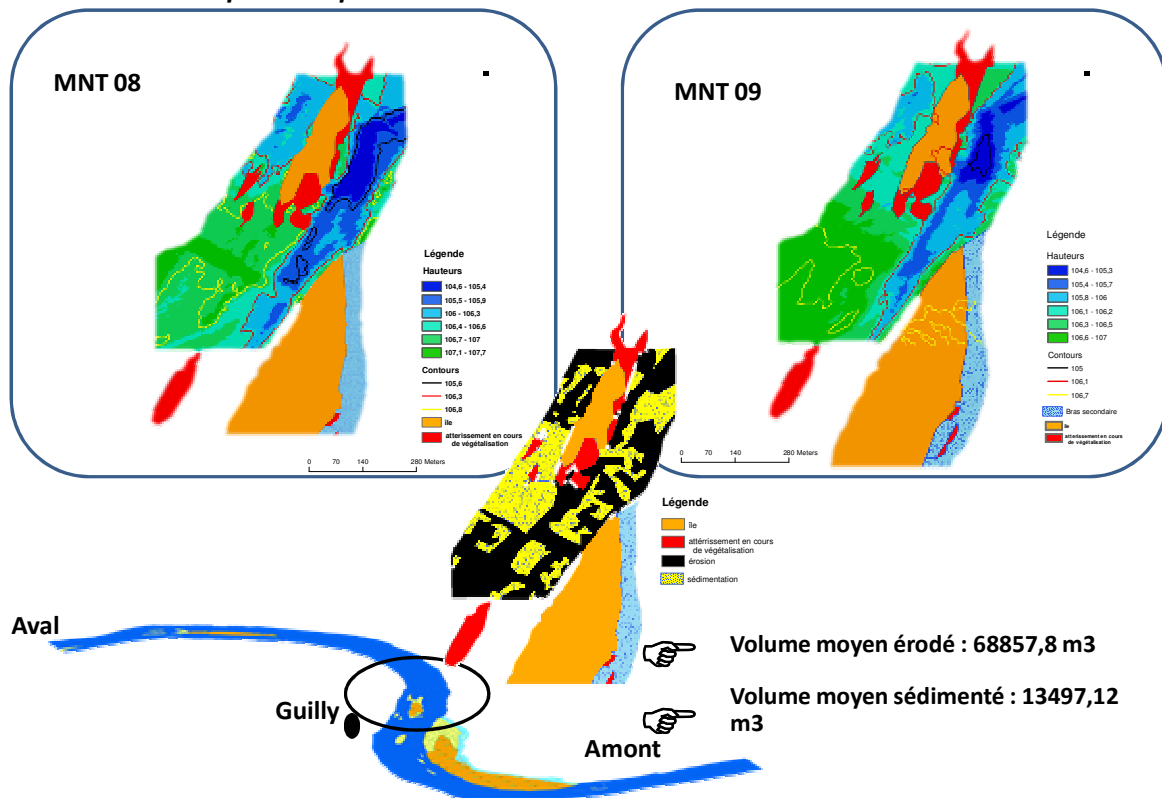 MNT 08
Légende
Hauteurs
104,6 - 105,4
105,5 - 105,9
106 - 106,3
106,4 - 106,6
106,7 - 107
107,1 - 107,7
Contours
105,6
106,3
106,8
île
atterissement en cours
de végétalisation
0 70 140 280 Meters
MNT 09
Légende
Hauteurs
104,6 - 105,3
105,4 - 105,7
105,8 - 106
106,1 - 106,2
106,3 - 106,5
106,6 - 107
Contours
105
106,1
106,7
Bras secondaire
île
atterissement en cours
de végétalisation
0 70 140 280 Meters
Légende
île
attérrissement en cours
de végétalisation
érosion
sédimentation
Aval
Guilly
Amont
Volume moyen érodé : 68857,8 m3
Volume moyen sédimenté : 13497,12
m3